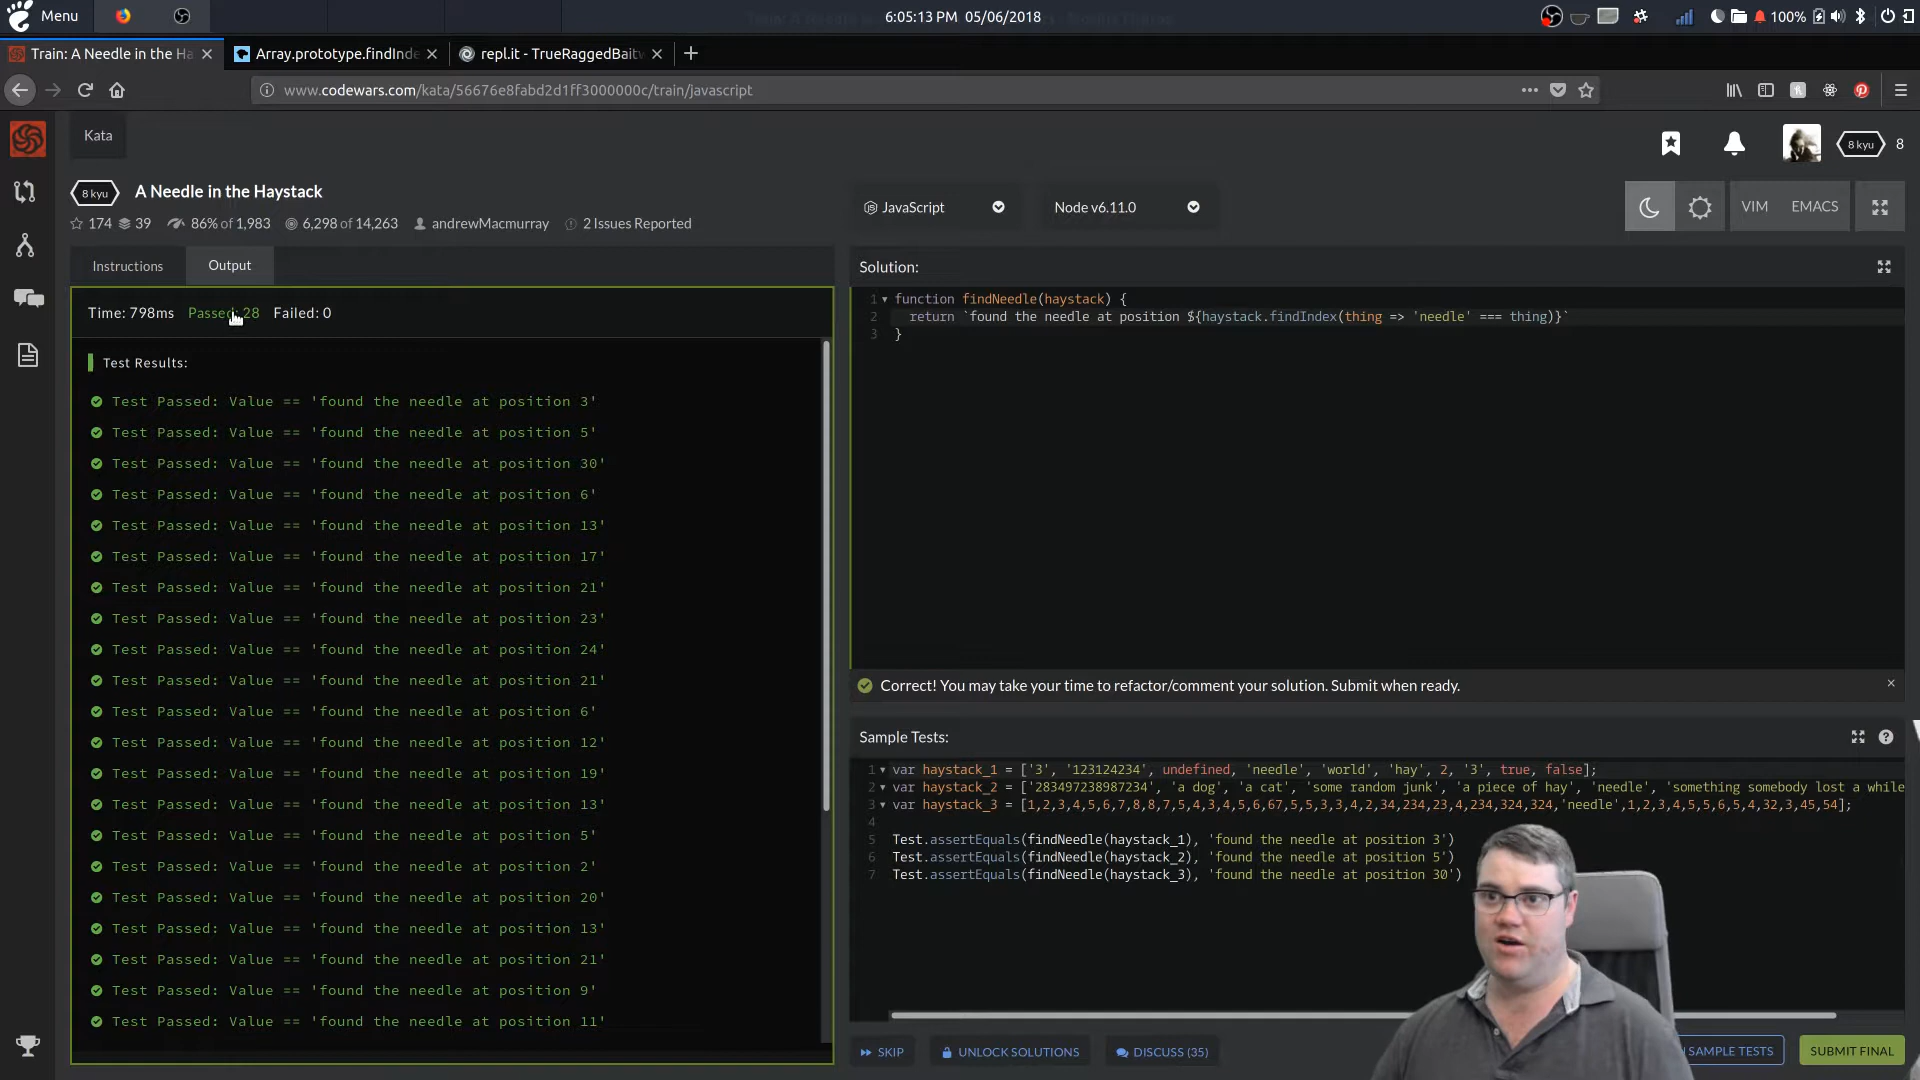 Menu
6:05:13 PM 05/06/2018
100%
Train: A Needle in the Ha
Array.prototype.findInde
repl.it - TrueRaggedBaitw
www.codewars.com/kata/56676e8fabd2d1ff3000000c/train/javascript
Kata
8 kyu
8
8 kyu
A Needle in the Haystack
174
39
86% of 1,983
6,298 of 14,263
andrewMacmurray
2 Issues Reported
JavaScript
Node v6.11.0
VIM
EMACS
Instructions
Output
Time: 798ms Passed: 28 Failed: 0
Test Results:
Test Passed: Value == 'found the needle at position 3'
Test Passed: Value == 'found the needle at position 5'
Test Passed: Value == 'found the needle at position 30'
Test Passed: Value == 'found the needle at position 6'
Test Passed: Value == 'found the needle at position 13'
Test Passed: Value == 'found the needle at position 17'
Test Passed: Value == 'found the needle at position 21'
Test Passed: Value == 'found the needle at position 23'
Test Passed: Value == 'found the needle at position 24'
Test Passed: Value == 'found the needle at position 21'
Test Passed: Value == 'found the needle at position 6'
Test Passed: Value == 'found the needle at position 12'
Test Passed: Value == 'found the needle at position 19'
Test Passed: Value == 'found the needle at position 13'
Test Passed: Value == 'found the needle at position 5'
Test Passed: Value == 'found the needle at position 2'
Test Passed: Value == 'found the needle at position 20'
Test Passed: Value == 'found the needle at position 13'
Test Passed: Value == 'found the needle at position 21'
Test Passed: Value == 'found the needle at position 9'
Test Passed: Value == 'found the needle at position 11'
Solution:
1 function findNeedle(haystack) {
2 return `found the needle at position ${haystack.findIndex(thing => 'needle' === thing)}`
3 }
Correct! You may take your time to refactor/comment your solution. Submit when ready.
Sample Tests:
1 var haystack_1 = ['3', '123124234', undefined, 'needle', 'world', 'hay', 2, '3', true, false];
2 var haystack_2 = ['283497238987234', 'a dog', 'a cat', 'some random junk', 'a piece of hay', 'needle', 'something somebody lost a while
3 var haystack_3 = [1,2,3,4,5,6,7,8,8,7,5,4,3,4,5,6,67,5,5,3,3,4,2,34,234,23,4,234,324,324,'needle',1,2,3,4,5,5,6,5,4,32,3,45,54];
4
5 Test.assertEquals(findNeedle(haystack_1), 'found the needle at position 3')
6 Test.assertEquals(findNeedle(haystack_2), 'found the needle at position 5')
7 Test.assertEquals(findNeedle(haystack_3), 'found the needle at position 30')
SKIP
UNLOCK SOLUTIONS
DISCUSS (35)
SAMPLE TESTS
SUBMIT FINAL